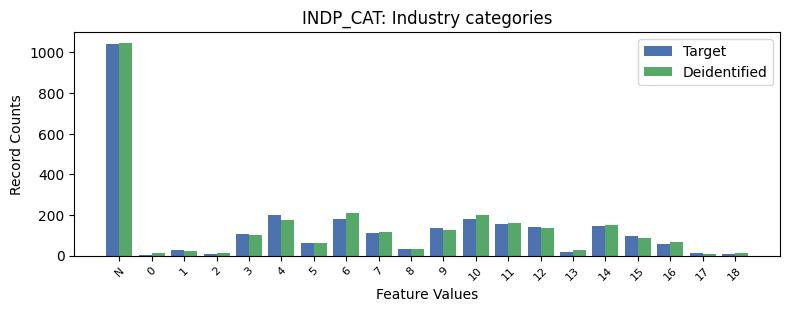 INDP_CAT: Industry categories
Target
Deidentified
Record Counts
1000
800
600
400
200
0
N 0 1 2 3 4 5 6 7 8 9 10 11 12 13 14 15 16 17 18
Feature Values